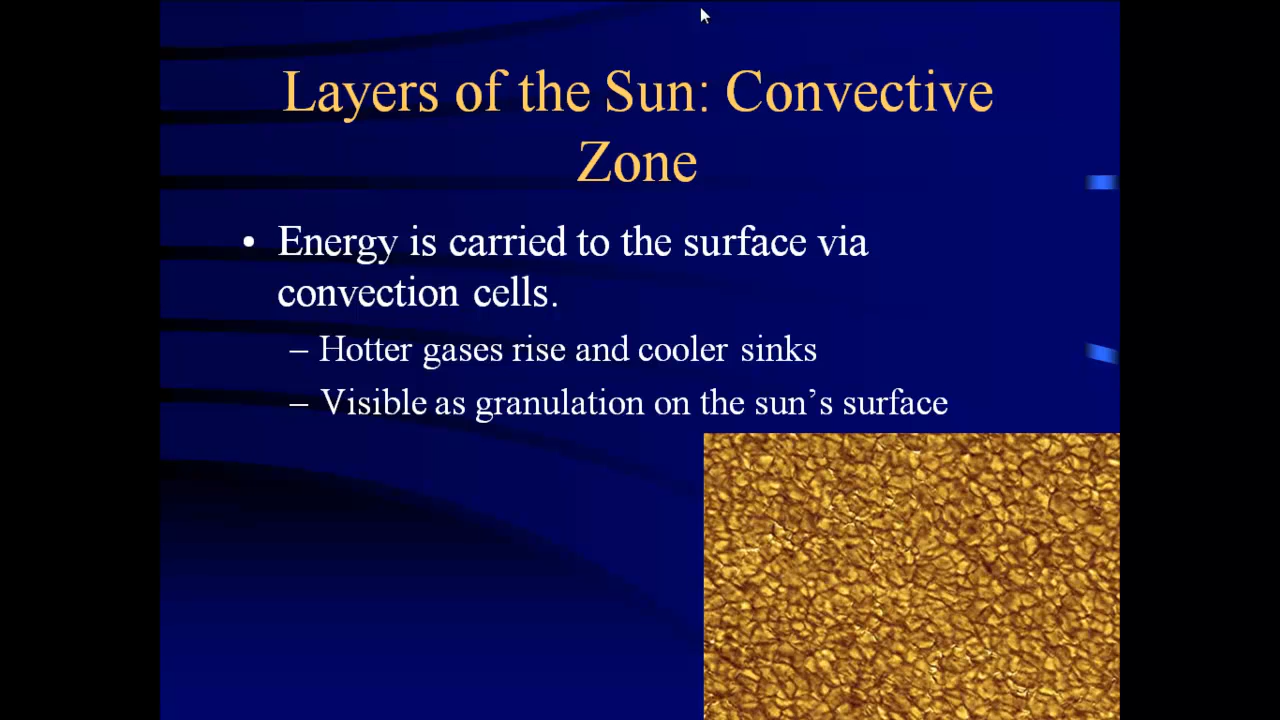 Layers of the Sun: Convective
Zone
• Energy is carried to the surface via
convection cells.
– Hotter gases rise and cooler sinks
– Visible as granulation on the sun’s surface